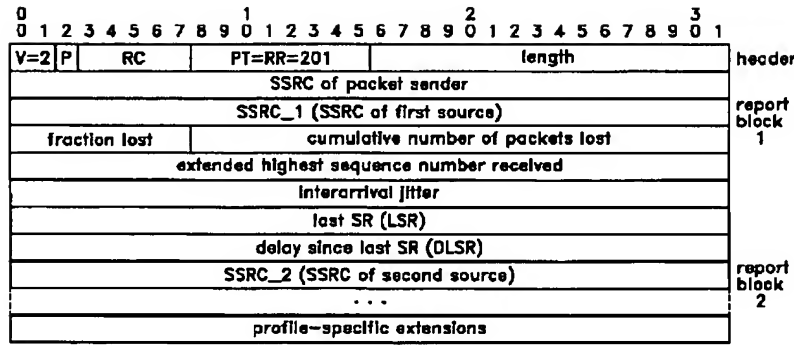 0 1 2 3
0 1 2 3 4 5 6 7 8 9 0 1 2 3 4 5 6 7 8 9 0 1 2 3 4 5 6 7 8 9 0 1
V=2 P RC PT=RR=201 length header
SSRC of packet sender
SSRC_1 (SSRC of first source) report
block
fraction lost cumulative number of packets lost 1
extended highest sequence number received
interarrival jitter
last SR (LSR)
delay since last SR (DLSR)
SSRC_2 (SSRC of second source) report
block
. . . 2
profile-specific extensions